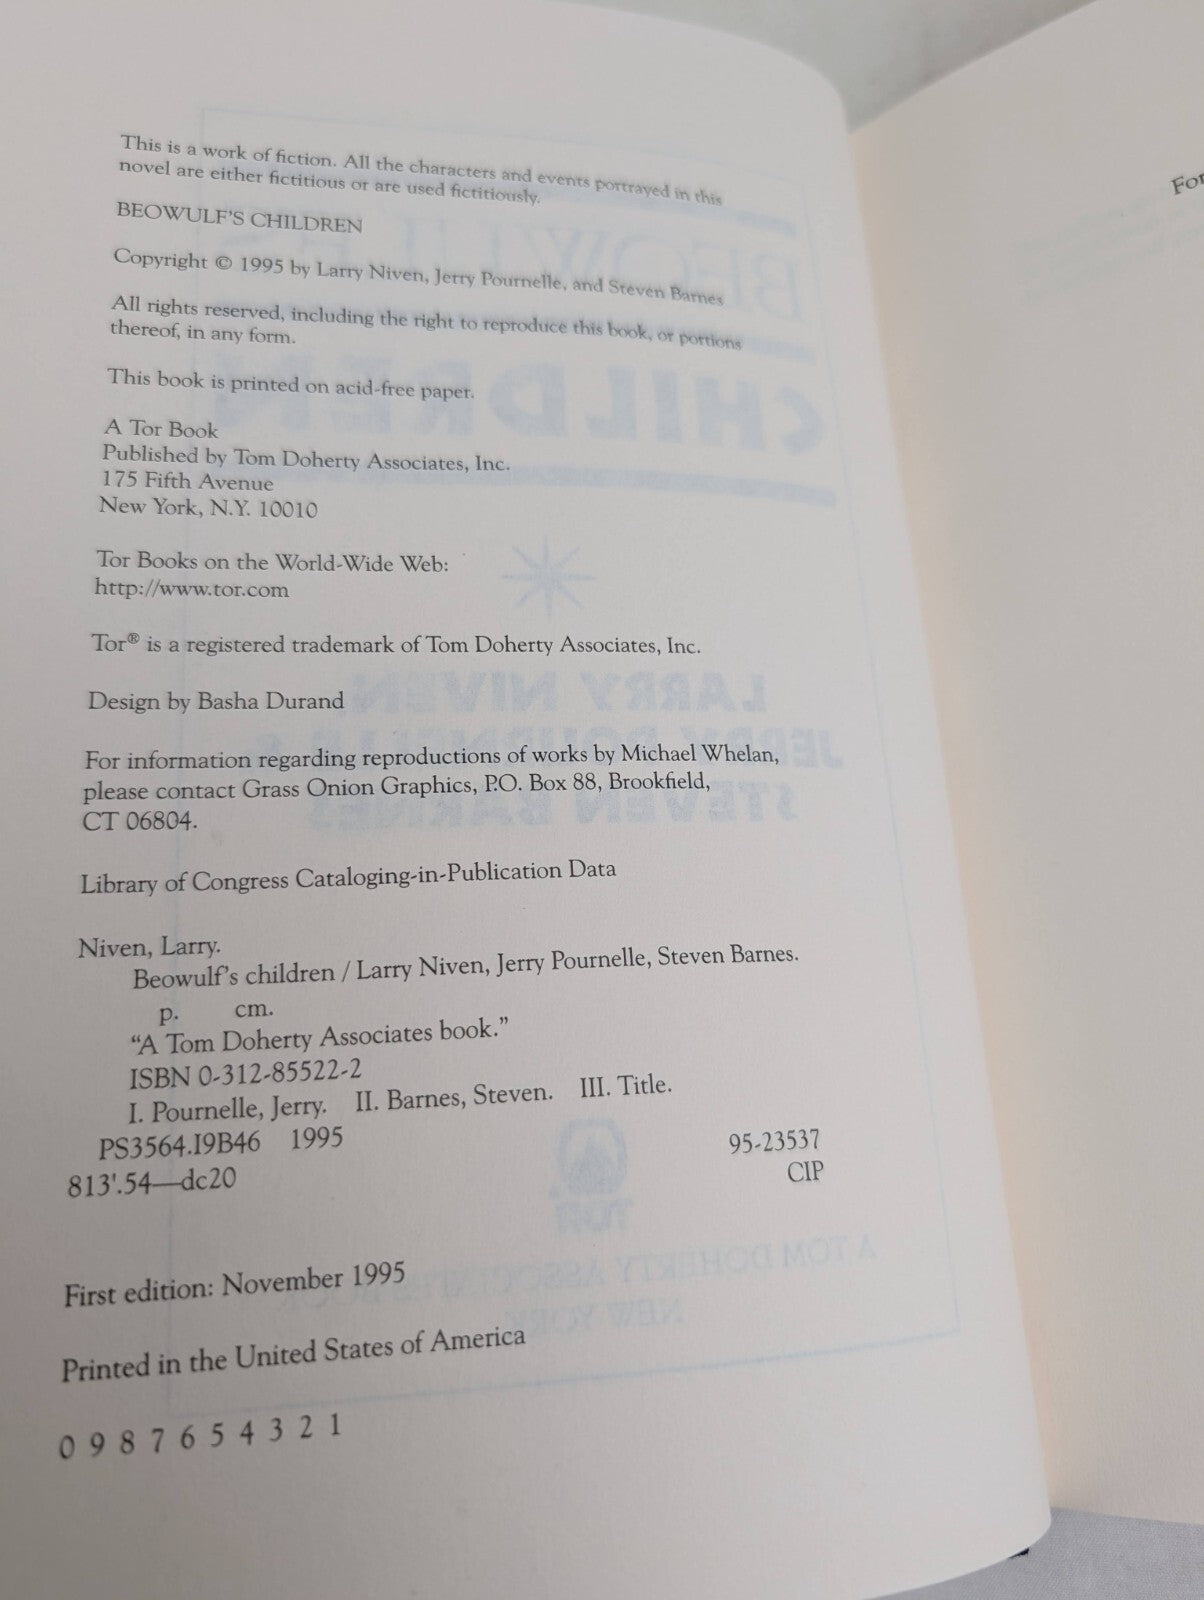 This is a work of fiction. All the characters and events portrayed in this
novel are either fictitious or are used fictitiously.
BEOWULF'S CHILDREN
Copyright © 1995 by Larry Niven, Jerry Pournelle, and Steven Barnes
All rights reserved, including the right to reproduce this book, or portions
thereof, in any form.
This book is printed on acid-free paper.
A Tor Book
Published by Tom Doherty Associates, Inc.
175 Fifth Avenue
New York, N.Y. 10010
Tor Books on the World-Wide Web:
http://www.tor.com
Tor® is a registered trademark of Tom Doherty Associates, Inc.
Design by Basha Durand
For information regarding reproductions of works by Michael Whelan,
please contact Grass Onion Graphics, P.O. Box 88, Brookfield,
CT 06804.
Library of Congress Cataloging-in-Publication Data
Niven, Larry.
Beowulf's children / Larry Niven, Jerry Pournelle, Steven Barnes.
p. cm.
"A Tom Doherty Associates book."
ISBN 0-312-85522-2
I. Pournelle, Jerry. II. Barnes, Steven. III. Title.
PS3564.I9B46 1995 95-23537
813'.54—dc20 CIP
First edition: November 1995
Printed in the United States of America
0 9 8 7 6 5 4 3 2 1
For